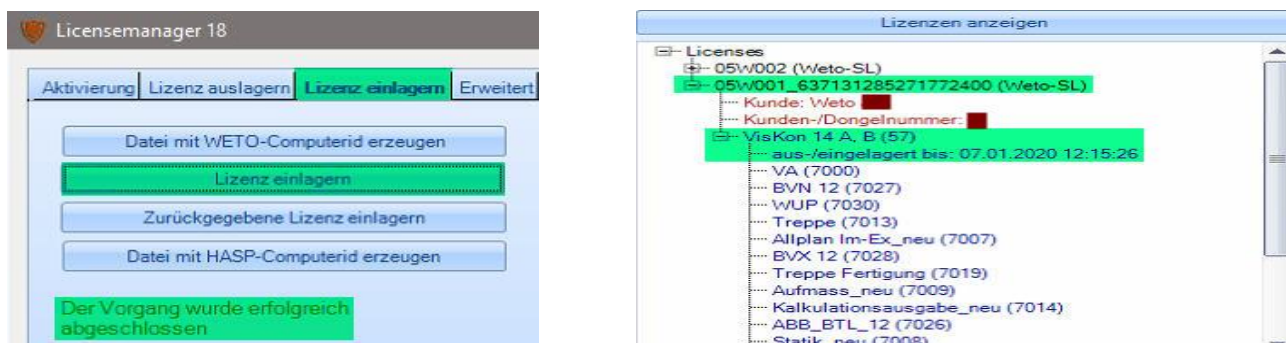 Licensemanager 18
Aktivierung Lizenz auslagern Lizenz einlagern Erweitert
Datei mit WETO-Computerid erzeugen
Lizenz einlagern
Zurückgegebene Lizenz einlagern
Datei mit HASP-Computerid erzeugen
Der Vorgang wurde erfolgreich
abgeschlossen
Lizenzen anzeigen
Licenses
05W002 (Weto-SL)
05W001_637131285271772400 (Weto-SL)
Kunde: Weto
Kunden-/Dongelnummer:
VisKon 14 A, B (57)
aus-/eingelagert bis: 07.01.2020 12:15:26
VA (7000)
BVN 12 (7027)
WUP (7030)
Treppe (7013)
Allplan Im-Ex_neu (7007)
BVX 12 (7028)
Treppe Fertigung (7019)
Aufmass_neu (7009)
Kalkulationsausgabe_neu (7014)
ABB_BTL_12 (7026)
Statik_neu (7008)